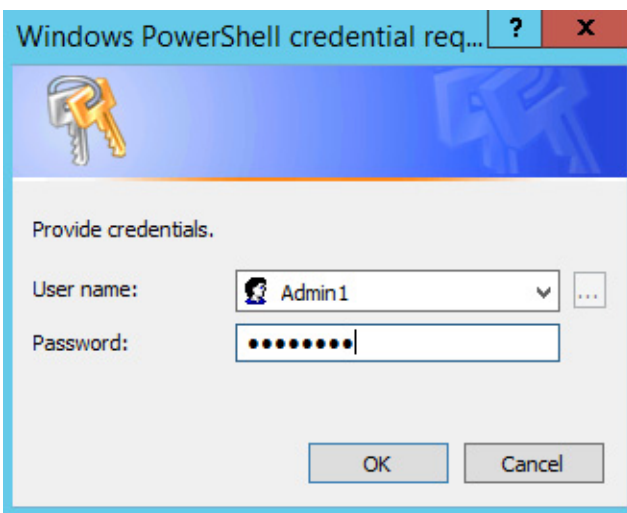 Windows PowerShell credential req... ? x
Provide credentials.
User name: Admin1 ...
Password: ●●●●●●●●
OK Cancel